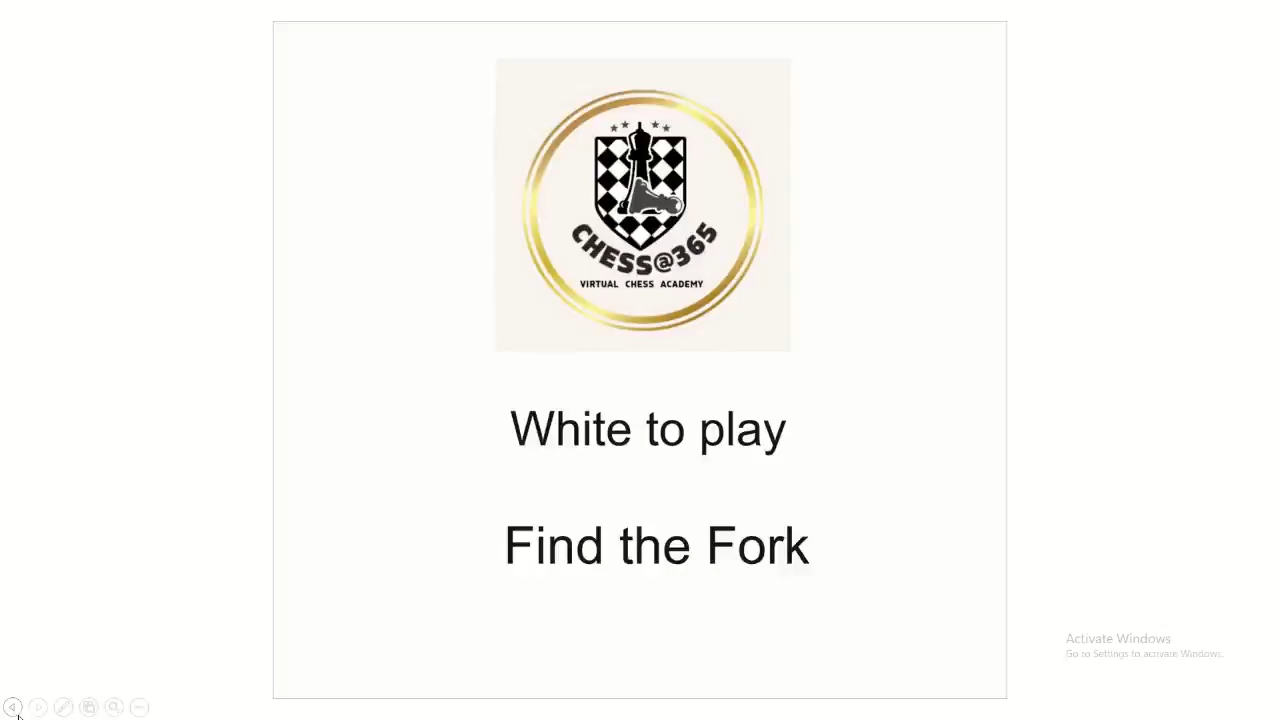 CHESS@365
VIRTUAL CHESS ACADEMY
White to play
Find the Fork
Activate Windows
Go to Settings to activate Windows.